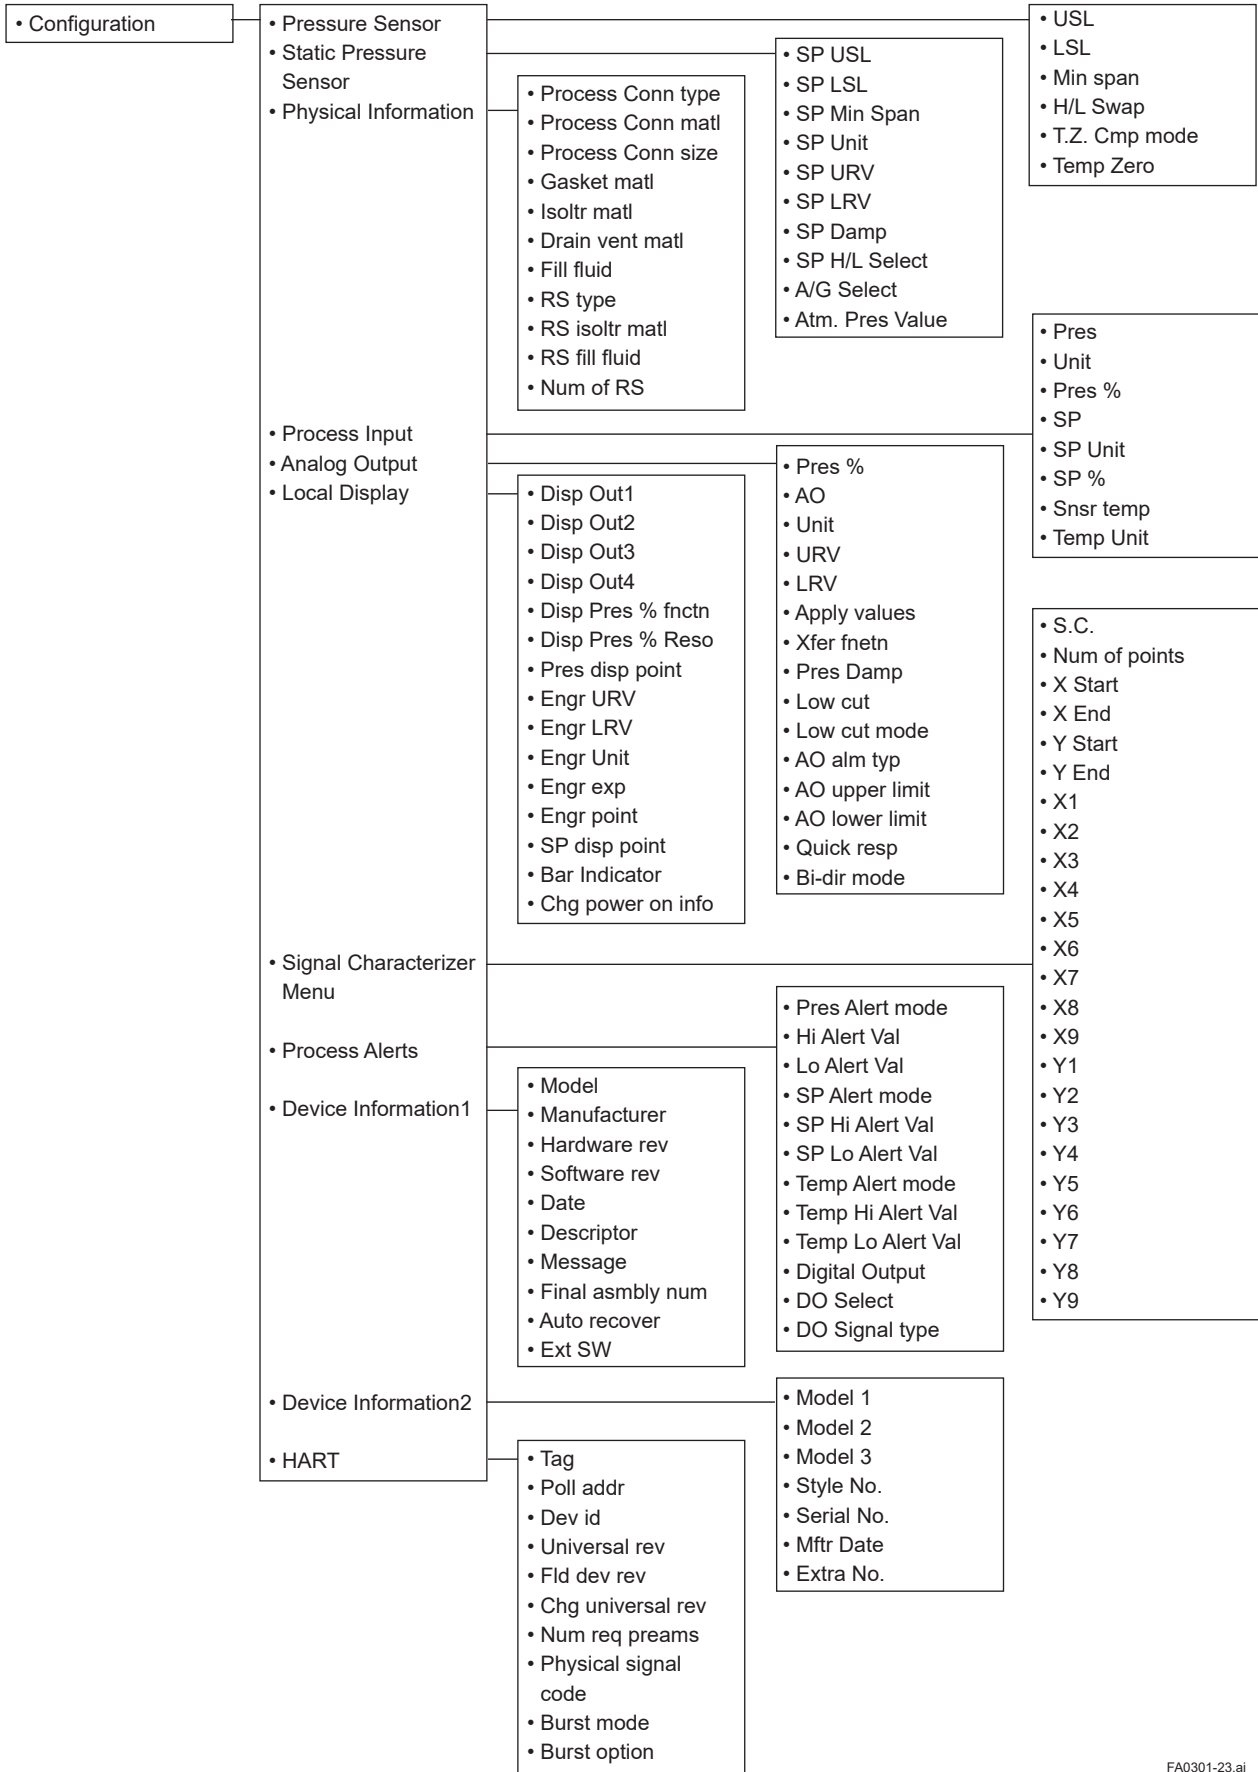 • Configuration
• Pressure Sensor
• Static Pressure
Sensor
• Physical Information
• Process Input
• Analog Output
• Local Display
• Signal Characterizer
Menu
• Process Alerts
• Device Information1
• Device Information2
• HART
• USL
• LSL
• Min span
• H/L Swap
• T.Z. Cmp mode
• Temp Zero
• SP USL
• SP LSL
• SP Min Span
• SP Unit
• SP URV
• SP LRV
• SP Damp
• SP H/L Select
• A/G Select
• Atm. Pres Value
• Process Conn type
• Process Conn matl
• Process Conn size
• Gasket matl
• Isoltr matl
• Drain vent matl
• Fill fluid
• RS type
• RS isoltr matl
• RS fill fluid
• Num of RS
• Pres
• Unit
• Pres %
• SP
• SP Unit
• SP %
• Snsr temp
• Temp Unit
• Pres %
• AO
• Unit
• URV
• LRV
• Apply values
• Xfer fnetn
• Pres Damp
• Low cut
• Low cut mode
• AO alm typ
• AO upper limit
• AO lower limit
• Quick resp
• Bi-dir mode
• Disp Out1
• Disp Out2
• Disp Out3
• Disp Out4
• Disp Pres % fnctn
• Disp Pres % Reso
• Pres disp point
• Engr URV
• Engr LRV
• Engr Unit
• Engr exp
• Engr point
• SP disp point
• Bar Indicator
• Chg power on info
• S.C.
• Num of points
• X Start
• X End
• Y Start
• Y End
• X1
• X2
• X3
• X4
• X5
• X6
• X7
• X8
• X9
• Y1
• Y2
• Y3
• Y4
• Y5
• Y6
• Y7
• Y8
• Y9
• Pres Alert mode
• Hi Alert Val
• Lo Alert Val
• SP Alert mode
• SP Hi Alert Val
• SP Lo Alert Val
• Temp Alert mode
• Temp Hi Alert Val
• Temp Lo Alert Val
• Digital Output
• DO Select
• DO Signal type
• Model
• Manufacturer
• Hardware rev
• Software rev
• Date
• Descriptor
• Message
• Final asmbly num
• Auto recover
• Ext SW
• Model 1
• Model 2
• Model 3
• Style No.
• Serial No.
• Mftr Date
• Extra No.
• Tag
• Poll addr
• Dev id
• Universal rev
• Fld dev rev
• Chg universal rev
• Num req preams
• Physical signal
code
• Burst mode
• Burst option
FA0301-23.ai